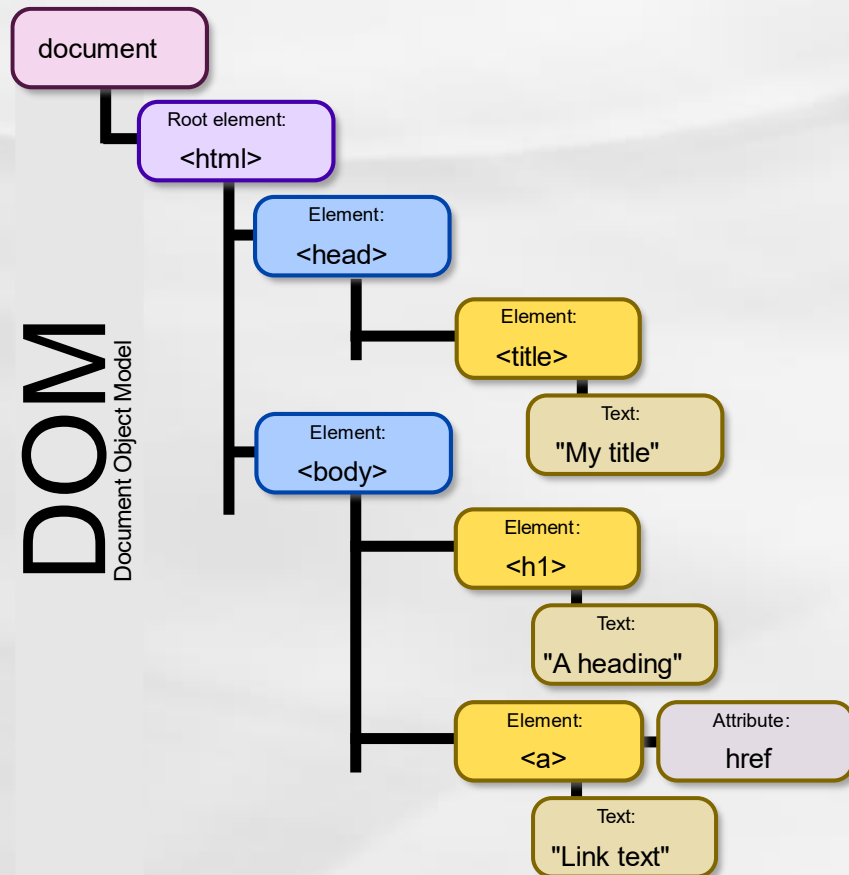 document
Root element:
<html>
Element:
<head>
Element:
<title>
Text:
"My title"
DOM
Document Object Model
Element:
<body>
Element:
<h1>
Text:
"A heading"
Element:
<a>
Attribute:
href
Text:
"Link text"